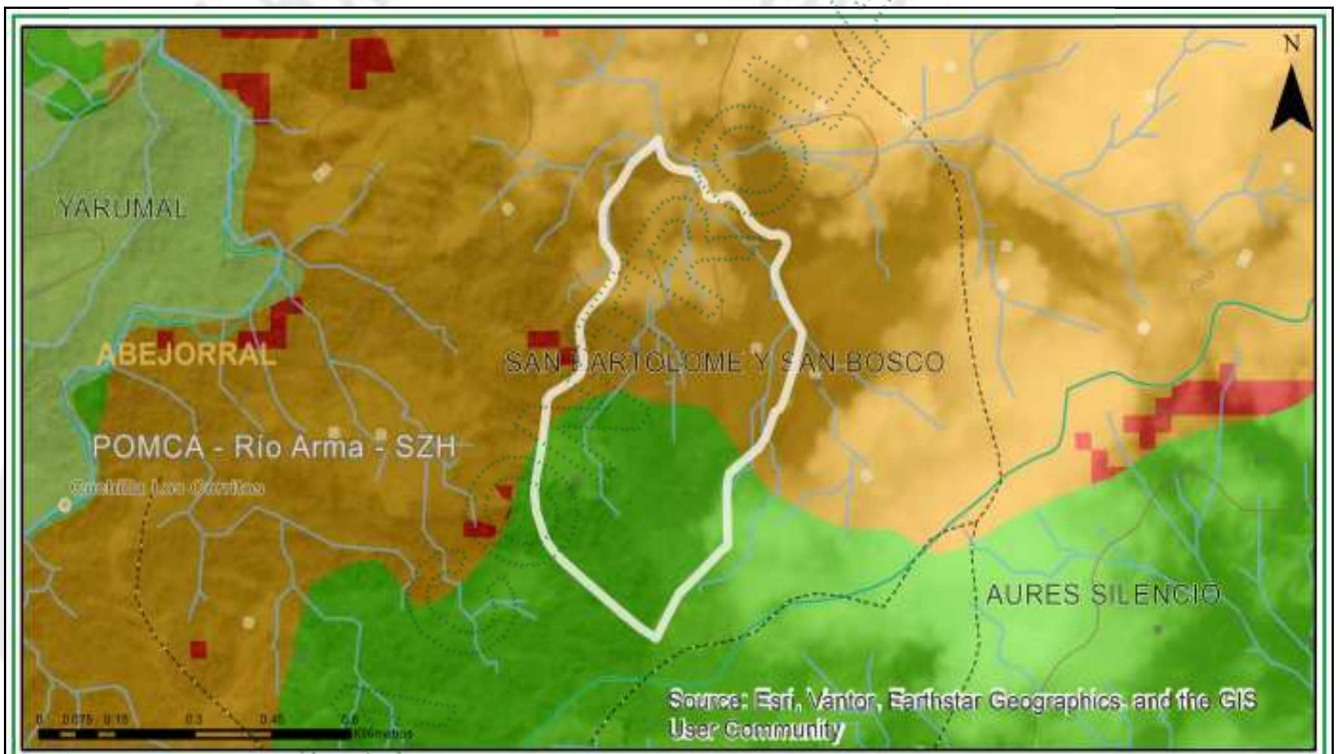 N
YARUMAL
ABEJORRAL
SAN BARTOLOME Y SAN BOSCO
POMCA - Río Arma - SZH
Cuchilla Los Cerritos
AURES SILENCIO
Source: Esri, Vantor, Earthstar Geographics, and the GIS
User Community
0 0.075 0.15 0.3 0.45 0.6
Kilómetros